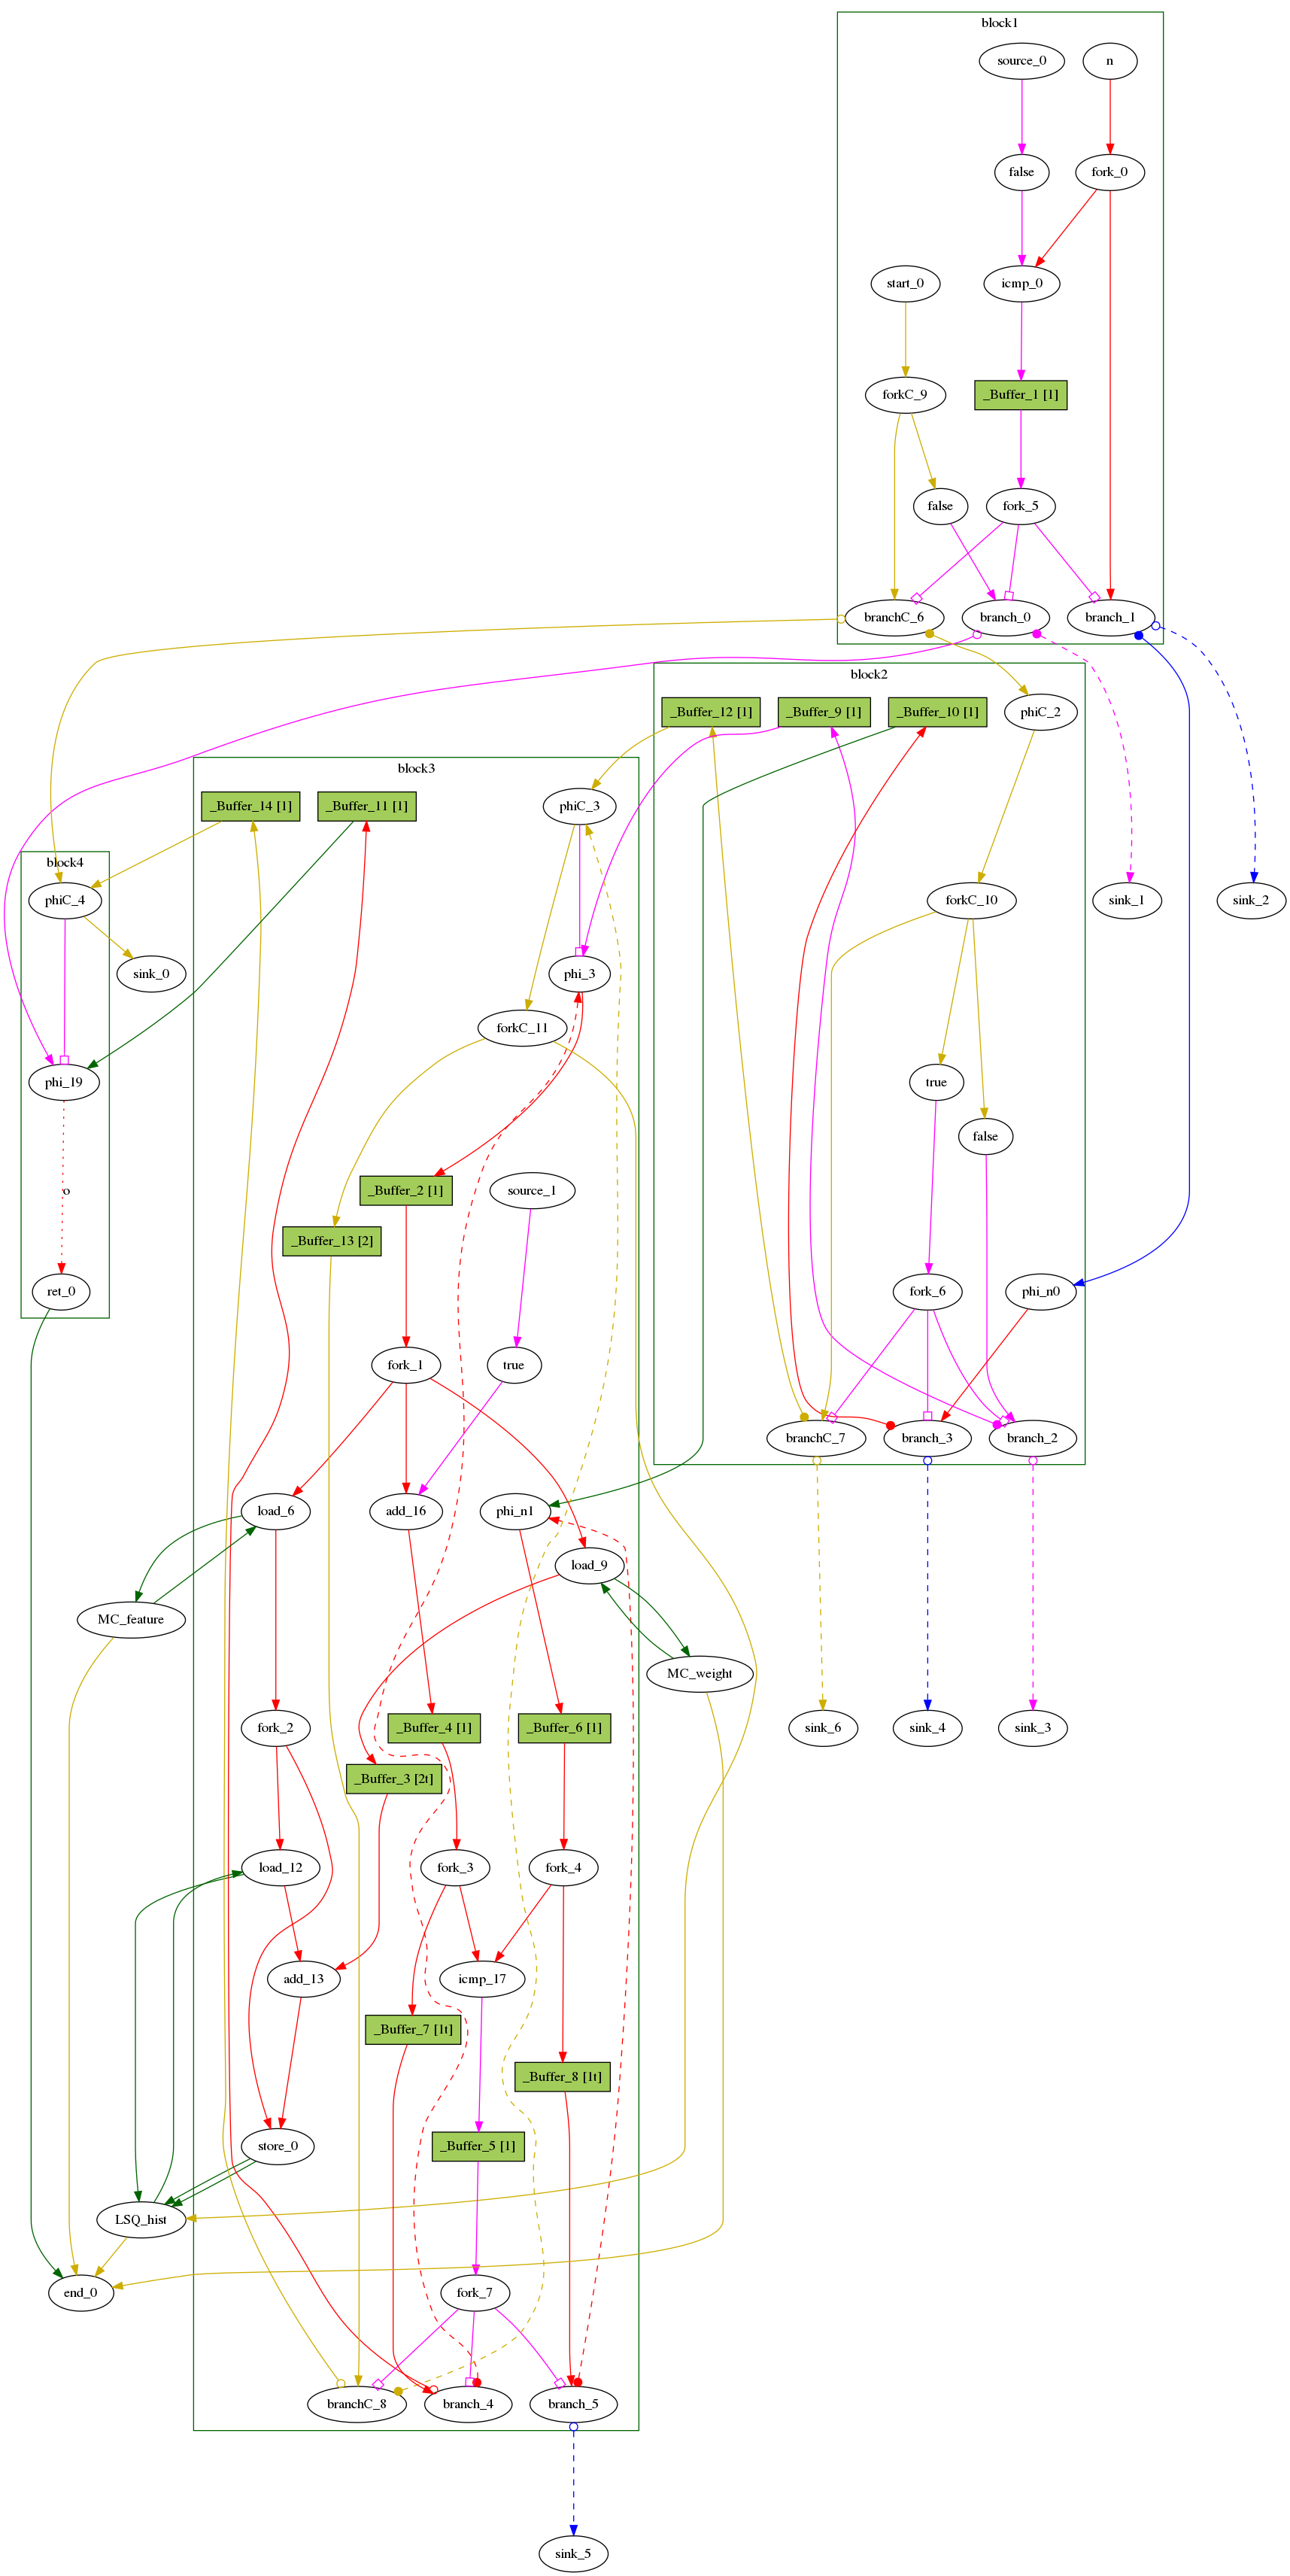 block1
source_0
n
false
fork_0
start_0
icmp_0
forkC_9
_Buffer_1 [1]
false
fork_5
branchC_6
branch_0
branch_1
block2
_Buffer_12 [1]
_Buffer_9 [1]
_Buffer_10 [1]
phiC_2
block3
_Buffer_14 [1]
_Buffer_11 [1]
phiC_3
block4
phiC_4
forkC_10
sink_1
sink_2
sink_0
phi_3
forkC_11
phi_19
true
false
_Buffer_2 [1]
source_1
_Buffer_13 [2]
ret_0
fork_6
phi_n0
fork_1
true
branchC_7
branch_3
branch_2
load_6
add_16
phi_n1
load_9
MC_feature
MC_weight
fork_2
_Buffer_4 [1]
_Buffer_6 [1]
sink_6
sink_4
sink_3
_Buffer_3 [2t]
load_12
fork_3
fork_4
add_13
icmp_17
_Buffer_7 [1t]
_Buffer_8 [1t]
store_0
_Buffer_5 [1]
LSQ_hist
end_0
fork_7
branchC_8
branch_4
branch_5
sink_5